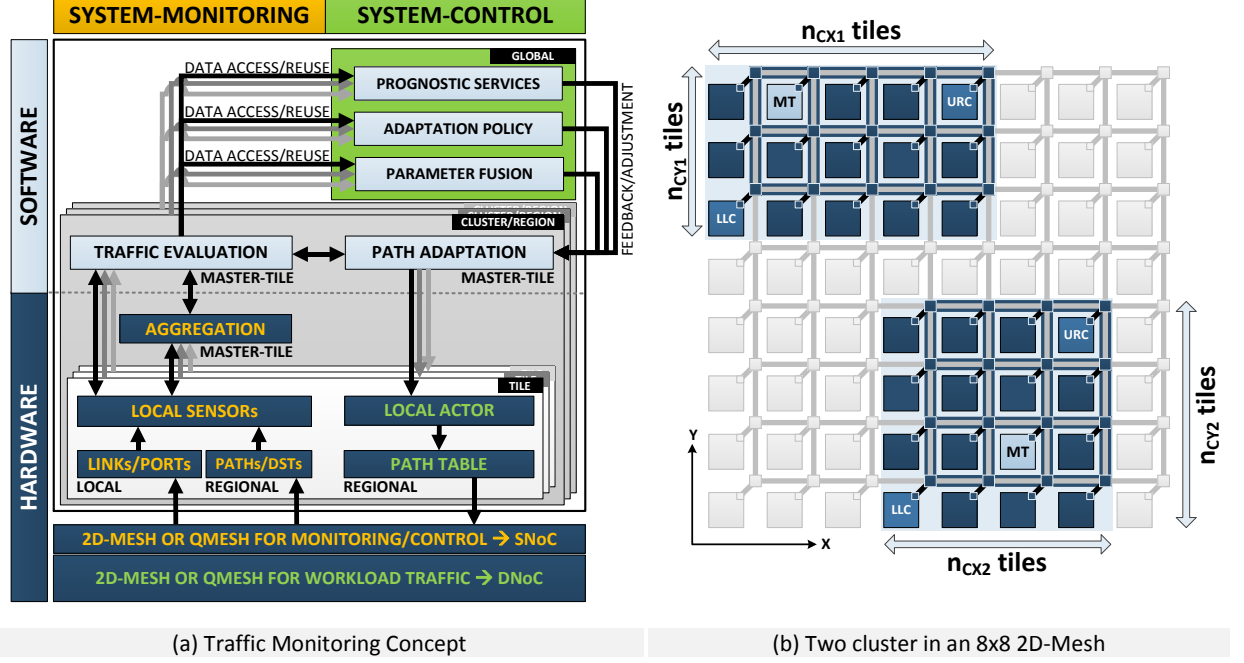 SYSTEM-MONITORING
SYSTEM-CONTROL
SOFTWARE
HARDWARE
GLOBAL
DATA ACCESS/REUSE
PROGNOSTIC SERVICES
DATA ACCESS/REUSE
ADAPTATION POLICY
DATA ACCESS/REUSE
PARAMETER FUSION
FEEDBACK/ADJUSTMENT
CLUSTER/REGION
CLUSTER/REGION
TRAFFIC EVALUATION
PATH ADAPTATION
MASTER-TILE
MASTER-TILE
AGGREGATION
MASTER-TILE
TILE
LOCAL SENSORs
LOCAL ACTOR
LINKs/PORTs
PATHs/DSTs
PATH TABLE
LOCAL
REGIONAL
REGIONAL
2D-MESH OR QMESH FOR MONITORING/CONTROL → SNoC
2D-MESH OR QMESH FOR WORKLOAD TRAFFIC → DNoC
(a) Traffic Monitoring Concept
nCX1 tiles
nCY1 tiles
MT
URC
LLC
URC
MT
LLC
nCY2 tiles
Y
X
nCX2 tiles
(b) Two cluster in an 8x8 2D-Mesh